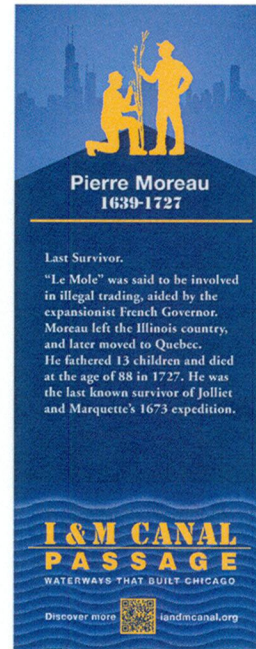 Pierre Moreau
1639-1727
Last Survivor.
"Le Mole" was said to be involved
in illegal trading, aided by the
expansionist French Governor.
Moreau left the Illinois country,
and later moved to Quebec.
He fathered 13 children and died
at the age of 88 in 1727. He was
the last known survivor of Jolliet
and Marquette's 1673 expedition.
I & M CANAL
PASSAGE
WATERWAYS THAT BUILT CHICAGO
Discover more iandmcanal.org